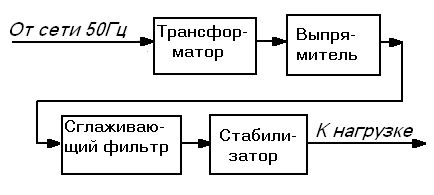 От сети 50Гц
Трансфор-
матор
Выпря-
митель
Сглаживаю-
щий фильтр
Стабили-
затор
К нагрузке